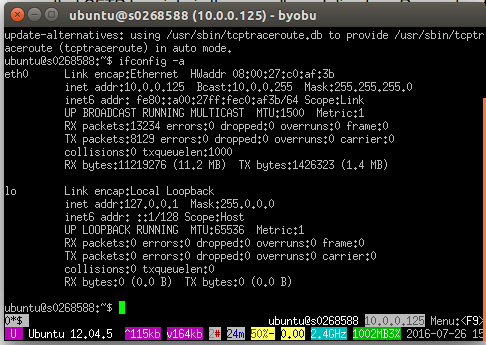 ubuntu@s0268588 (10.0.0.125) - byobu
update-alternatives: using /usr/sbin/tcptraceroute.db to provide /usr/sbin/tcptr
aceroute (tcptraceroute) in auto mode.
ubuntu@s0268588:~$ ifconfig -a
eth0 Link encap:Ethernet HWaddr 08:00:27:c0:af:3b
inet addr:10.0.0.125 Bcast:10.0.0.255 Mask:255.255.255.0
inet6 addr: fe80::a00:27ff:fec0:af3b/64 Scope:Link
UP BROADCAST RUNNING MULTICAST MTU:1500 Metric:1
RX packets:13234 errors:0 dropped:0 overruns:0 frame:0
TX packets:8129 errors:0 dropped:0 overruns:0 carrier:0
collisions:0 txqueuelen:1000
RX bytes:11219276 (11.2 MB) TX bytes:1426323 (1.4 MB)
lo Link encap:Local Loopback
inet addr:127.0.0.1 Mask:255.0.0.0
inet6 addr: ::1/128 Scope:Host
UP LOOPBACK RUNNING MTU:65536 Metric:1
RX packets:0 errors:0 dropped:0 overruns:0 frame:0
TX packets:0 errors:0 dropped:0 overruns:0 carrier:0
collisions:0 txqueuelen:0
RX bytes:0 (0.0 B) TX bytes:0 (0.0 B)
ubuntu@s0268588:~$
0*$ ubuntu@s0268588 10.0.0.125 Menu:<F9>
U Ubuntu 12.04.5 ^115kb v164kb 2# 24m 50%- 0.00 2.4GHz 1002MB3% 2016-07-26 15